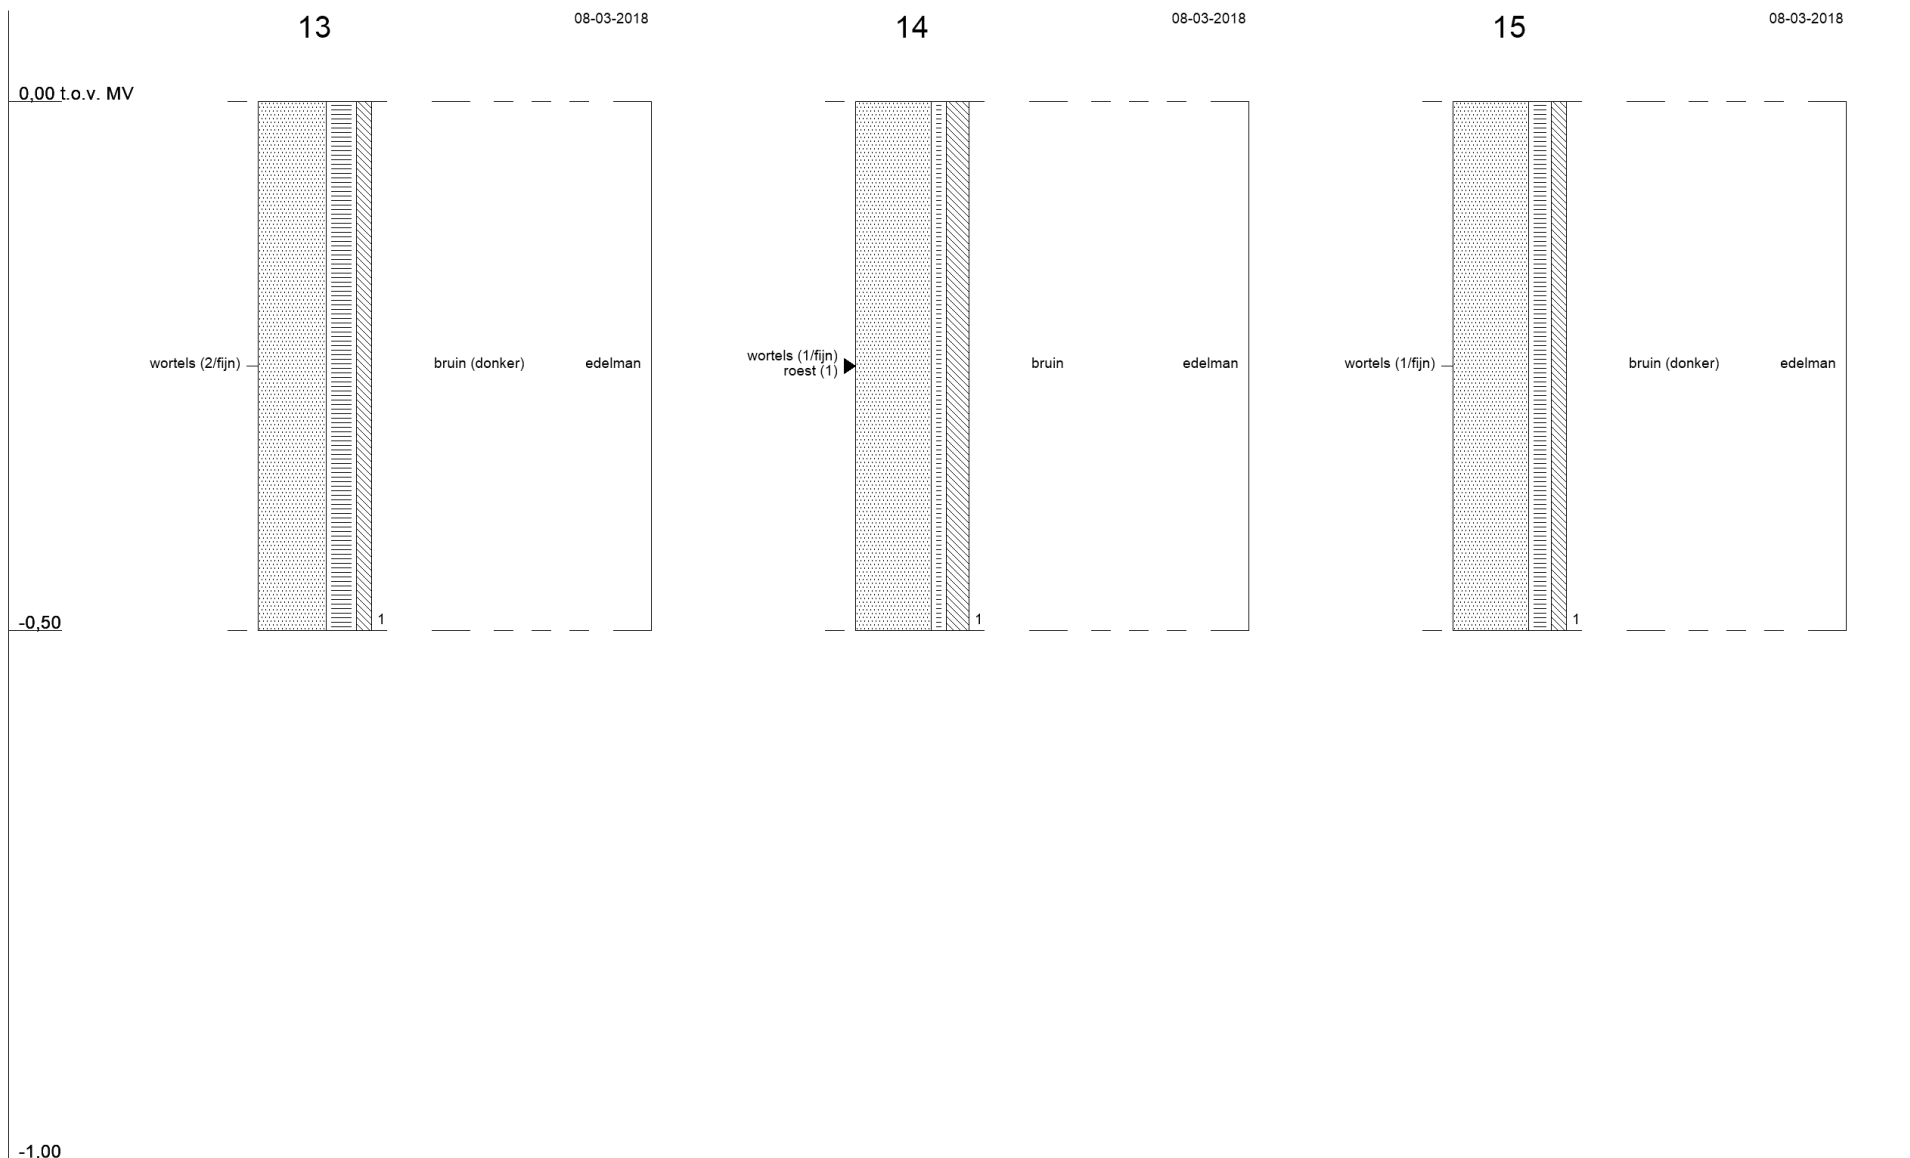 13
08-03-2018
14
08-03-2018
15
08-03-2018
0,00 t.o.v. MV
wortels (2/fijn)
bruin (donker)
edelman
wortels (1/fijn)
roest (1)
bruin
edelman
wortels (1/fijn)
bruin (donker)
edelman
-0,50
1
1
1
-1,00